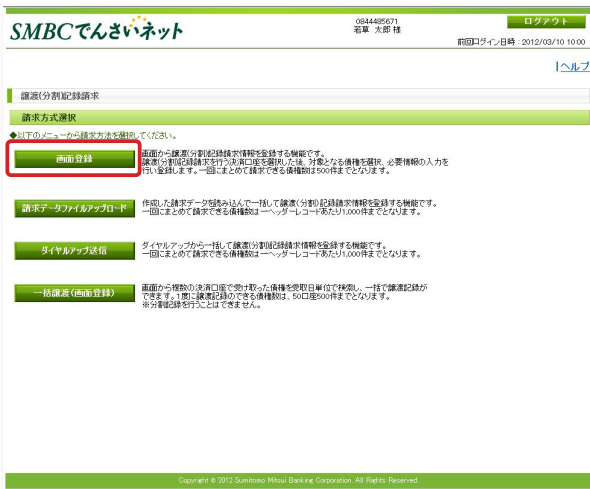 SMBCでんさいネット
0844485671
若草 太郎 様
ログアウト
前回ログイン日時 : 2012/03/10 10:00
ヘルプ
譲渡(分割)記録請求
請求方式選択
◆以下のメニューから請求方法を選択してください。
画面登録
画面から譲渡(分割)記録請求情報を登録する機能です。
譲渡(分割)記録請求を行う決済口座を選択した後、対象となる債権を選択、必要情報の入力を
行い登録します。一回にまとめて請求できる債権数は500件までとなります。
請求データファイルアップロード
作成した請求データを読み込んで一括して譲渡(分割)記録請求情報を登録する機能です。
一回にまとめて請求できる債権数は一ヘッダーレコードあたり1,000件までとなります。
ダイヤルアップ送信
ダイヤルアップから一括して譲渡(分割)記録請求情報を登録する機能です。
一回にまとめて請求できる債権数は一ヘッダーレコードあたり1,000件までとなります。
一括譲渡(画面登録)
画面から複数の決済口座で受け取った債権を受取日単位で検索し、一括で譲渡記録が
できます。1度に譲渡記録のできる債権数は、50口座500件までとなります。
※分割記録を行うことはできません。
Copyright © 2012 Sumitomo Mitsui Banking Corporation. All Rights Reserved.